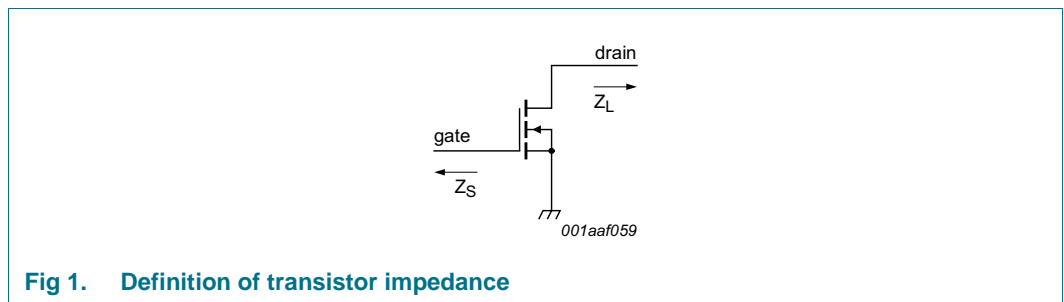 drain
Z_L
gate
Z_S
001aaf059
Fig 1. Definition of transistor impedance